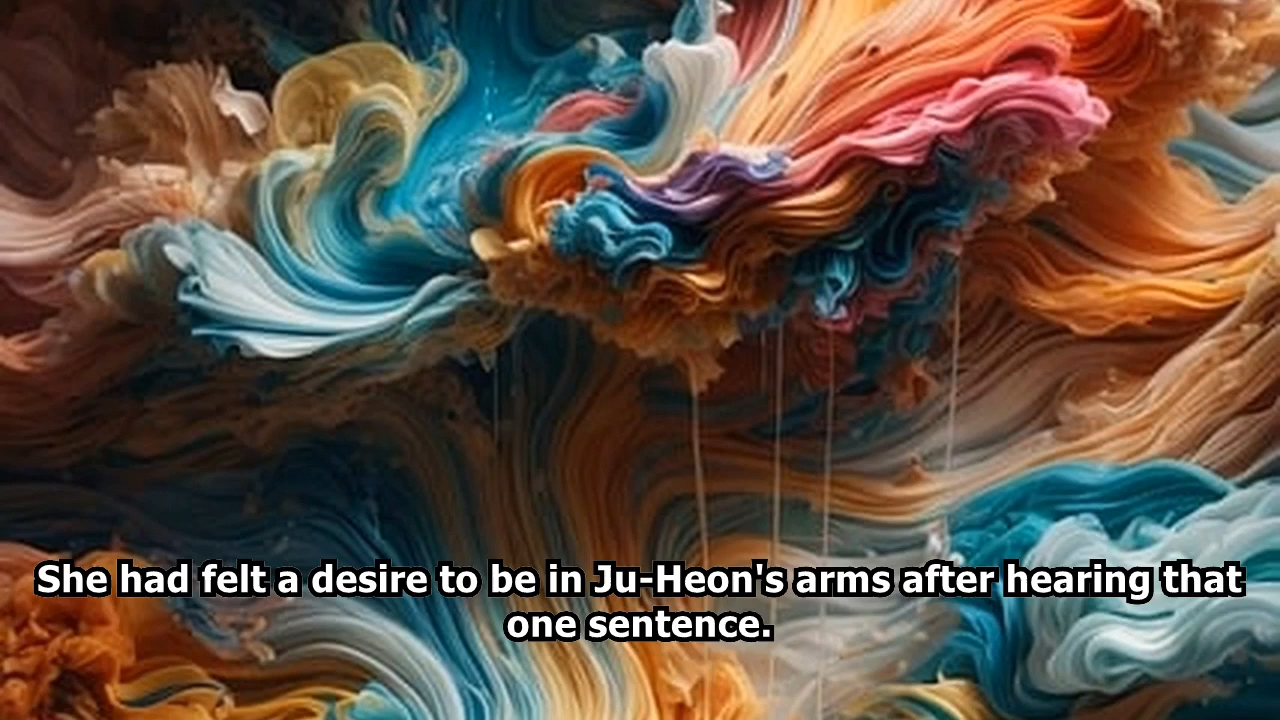 She had felt a desire to be in Ju-Heon's arms after hearing that
one sentence.